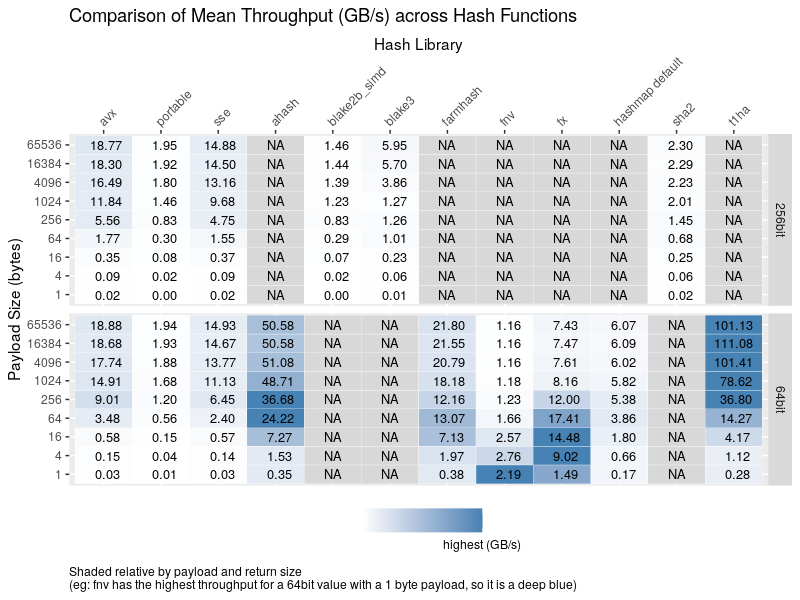 Comparison of Mean Throughput (GB/s) across Hash Functions
Hash Library
avx portable sse ahash blake2b_simd blake3 farmhash fnv fx hashmap default sha2 t1ha
Payload Size (bytes)
65536 18.77 1.95 14.88 NA 1.46 5.95 NA NA NA NA 2.30 NA
16384 18.30 1.92 14.50 NA 1.44 5.70 NA NA NA NA 2.29 NA
4096 16.49 1.80 13.16 NA 1.39 3.86 NA NA NA NA 2.23 NA
1024 11.84 1.46 9.68 NA 1.23 1.27 NA NA NA NA 2.01 NA
256 5.56 0.83 4.75 NA 0.83 1.26 NA NA NA NA 1.45 NA
64 1.77 0.30 1.55 NA 0.29 1.01 NA NA NA NA 0.68 NA
16 0.35 0.08 0.37 NA 0.07 0.23 NA NA NA NA 0.25 NA
4 0.09 0.02 0.09 NA 0.02 0.06 NA NA NA NA 0.06 NA
1 0.02 0.00 0.02 NA 0.00 0.01 NA NA NA NA 0.02 NA
256bit
65536 18.88 1.94 14.93 50.58 NA NA 21.80 1.16 7.43 6.07 NA 101.13
16384 18.68 1.93 14.67 50.58 NA NA 21.55 1.16 7.47 6.09 NA 111.08
4096 17.74 1.88 13.77 51.08 NA NA 20.79 1.16 7.61 6.02 NA 101.41
1024 14.91 1.68 11.13 48.71 NA NA 18.18 1.18 8.16 5.82 NA 78.62
256 9.01 1.20 6.45 36.68 NA NA 12.16 1.23 12.00 5.38 NA 36.80
64 3.48 0.56 2.40 24.22 NA NA 13.07 1.66 17.41 3.86 NA 14.27
16 0.58 0.15 0.57 7.27 NA NA 7.13 2.57 14.48 1.80 NA 4.17
4 0.15 0.04 0.14 1.53 NA NA 1.97 2.76 9.02 0.66 NA 1.12
1 0.03 0.01 0.03 0.35 NA NA 0.38 2.19 1.49 0.17 NA 0.28
64bit
highest (GB/s)
Shaded relative by payload and return size
(eg: fnv has the highest throughput for a 64bit value with a 1 byte payload, so it is a deep blue)